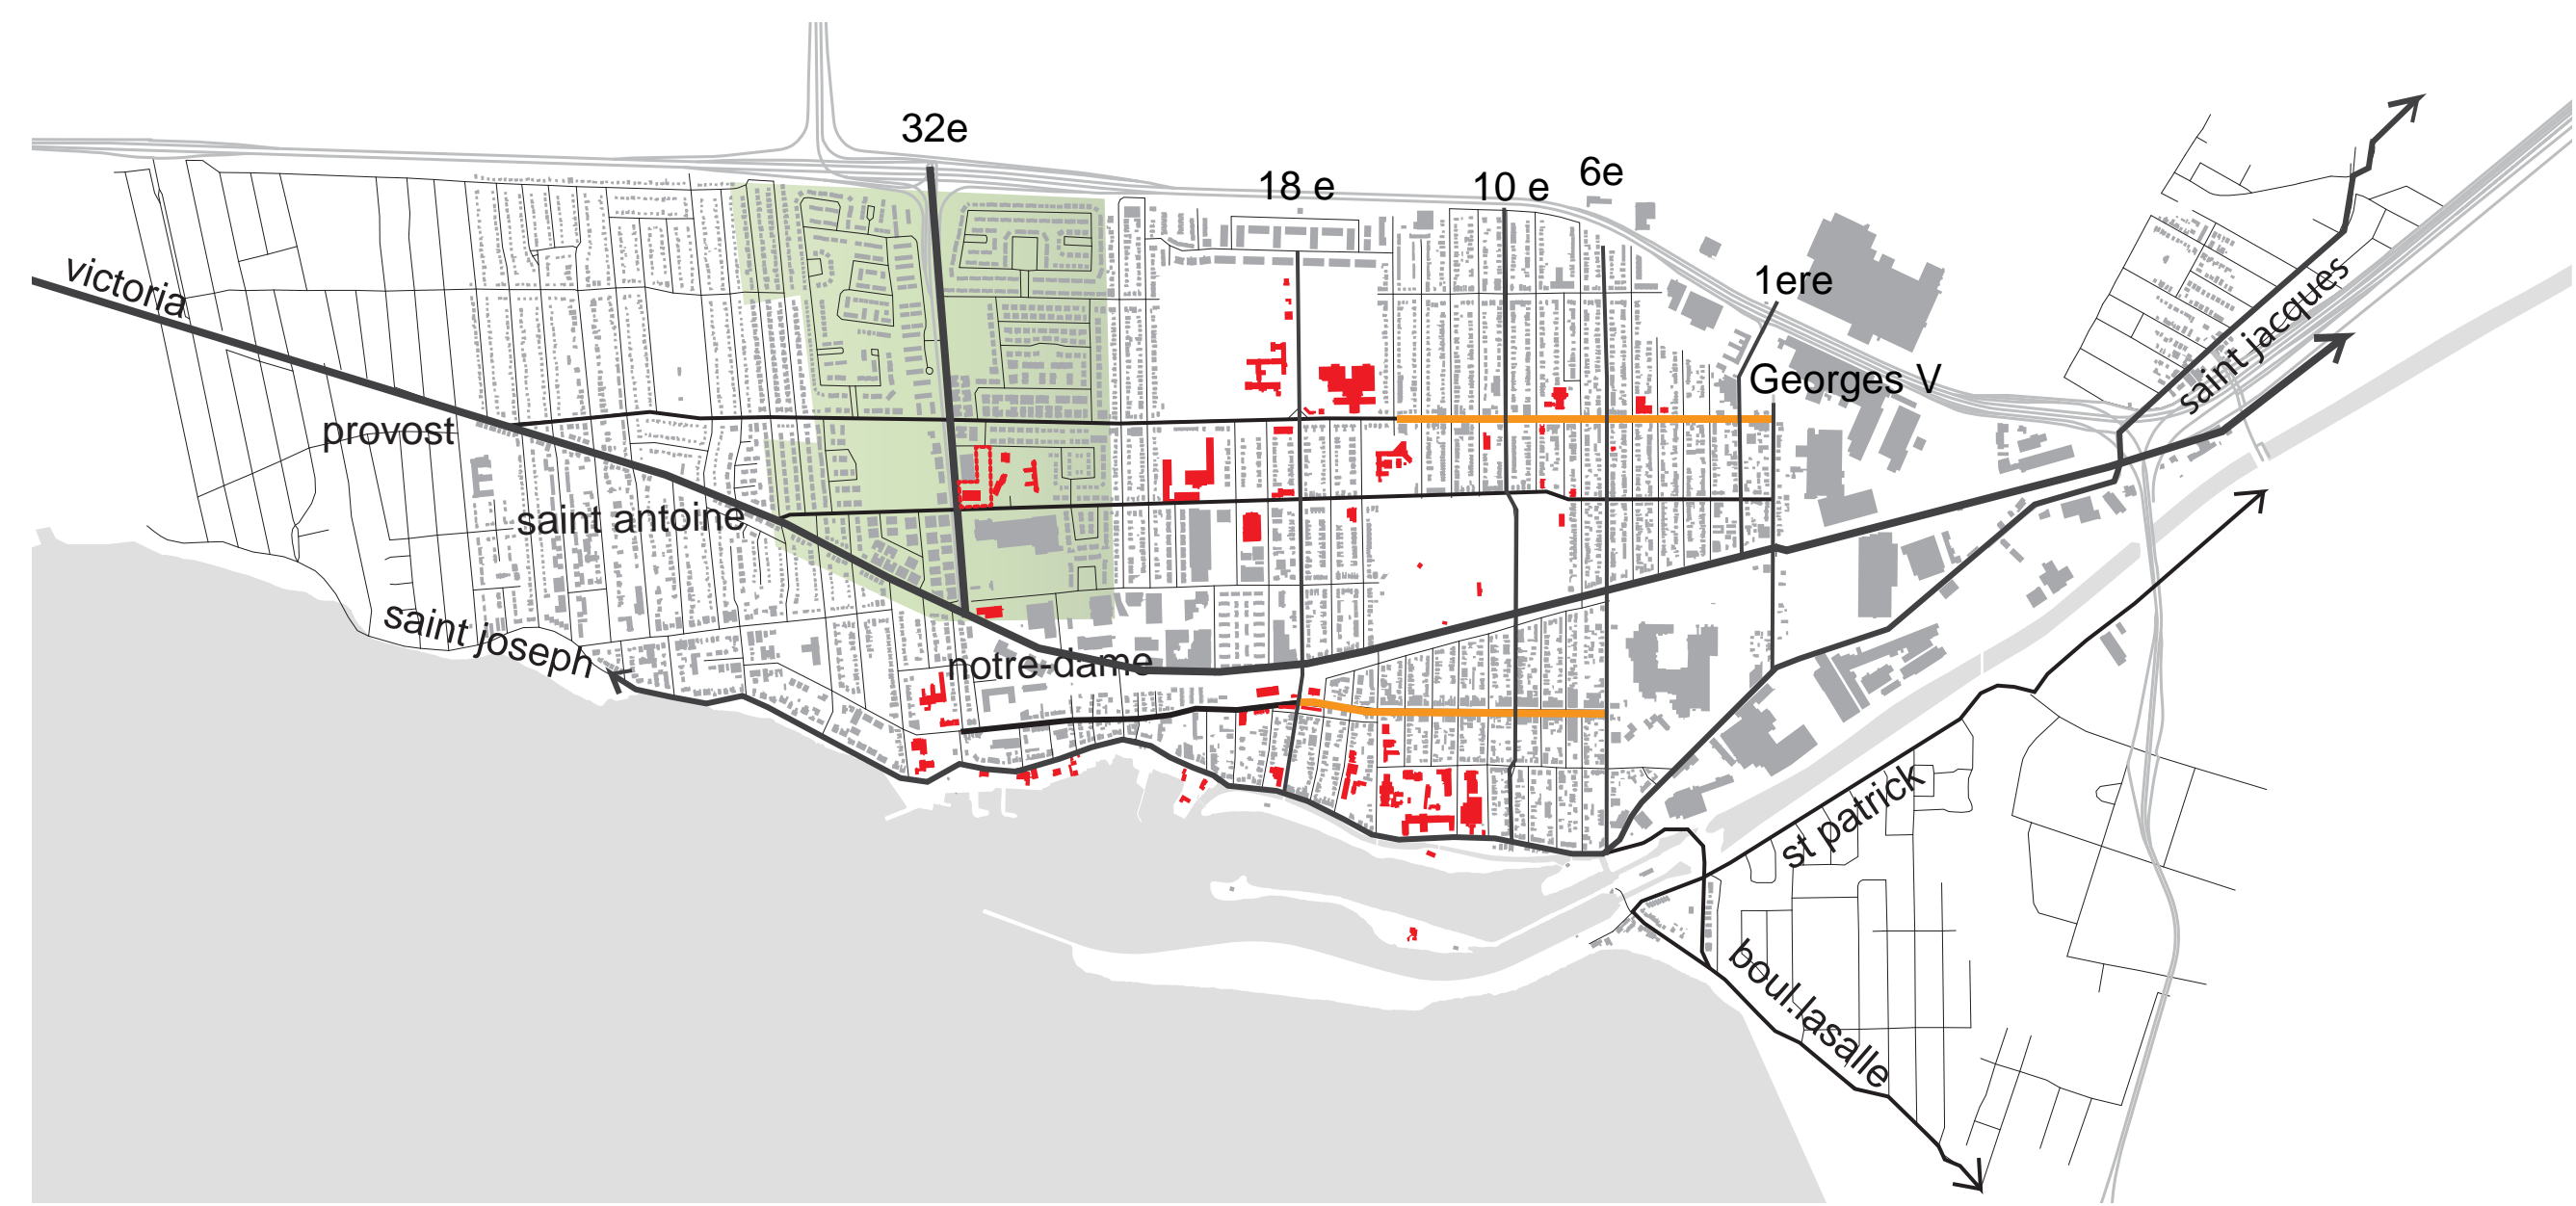 32e
18 e
10 e
6e
1ere
victoria
Georges V
saint jacques
provost
saint antoine
saint joseph
notre-dame
st patrick
boul.lasalle